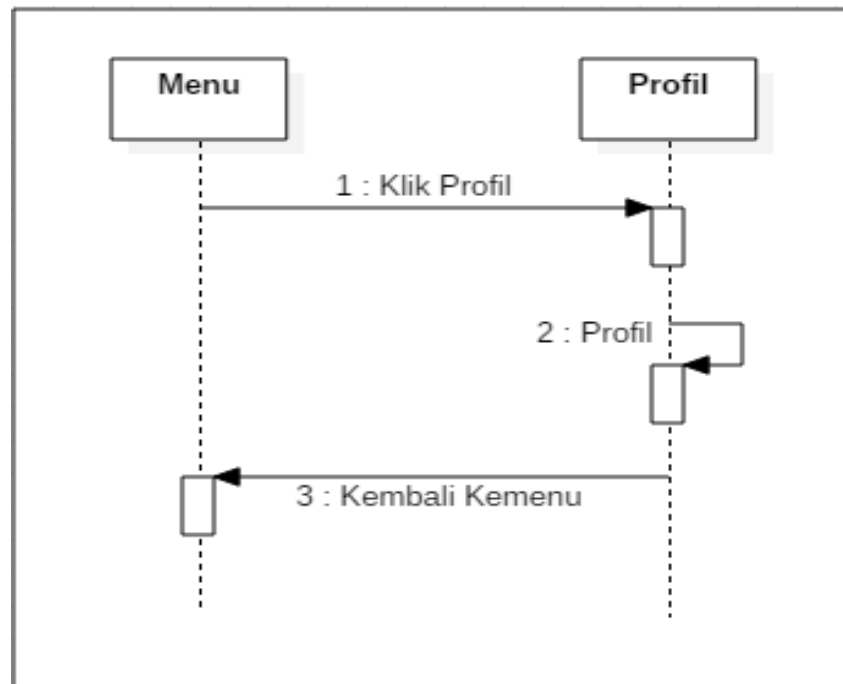 Menu
Profil
1 : Klik Profil
2 : Profil
3 : Kembali Kemenu